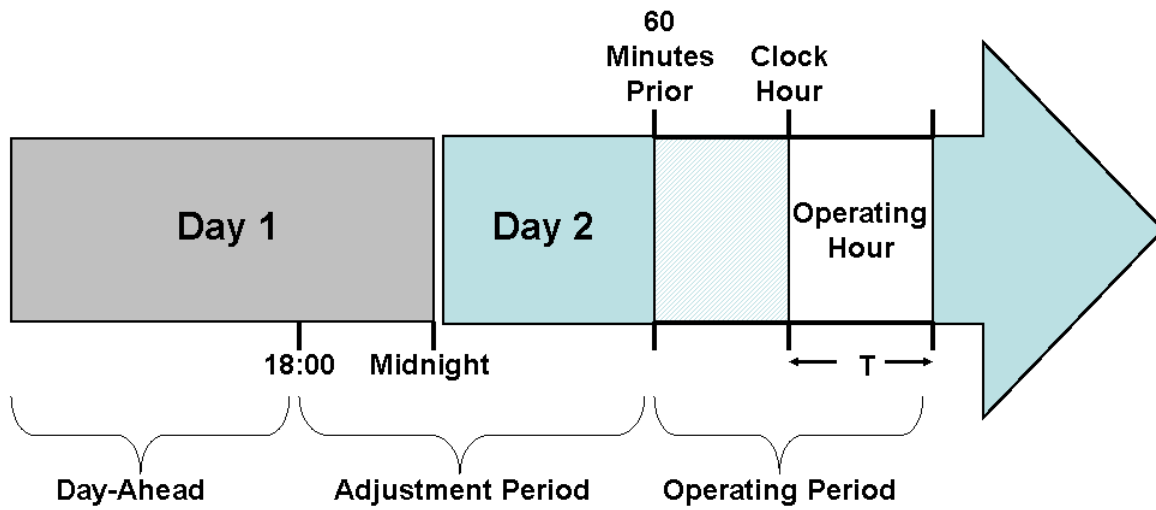 60
Minutes
Prior
Clock
Hour
Day 1
Day 2
Operating
Hour
18:00
Midnight
T
Day-Ahead
Adjustment Period
Operating Period